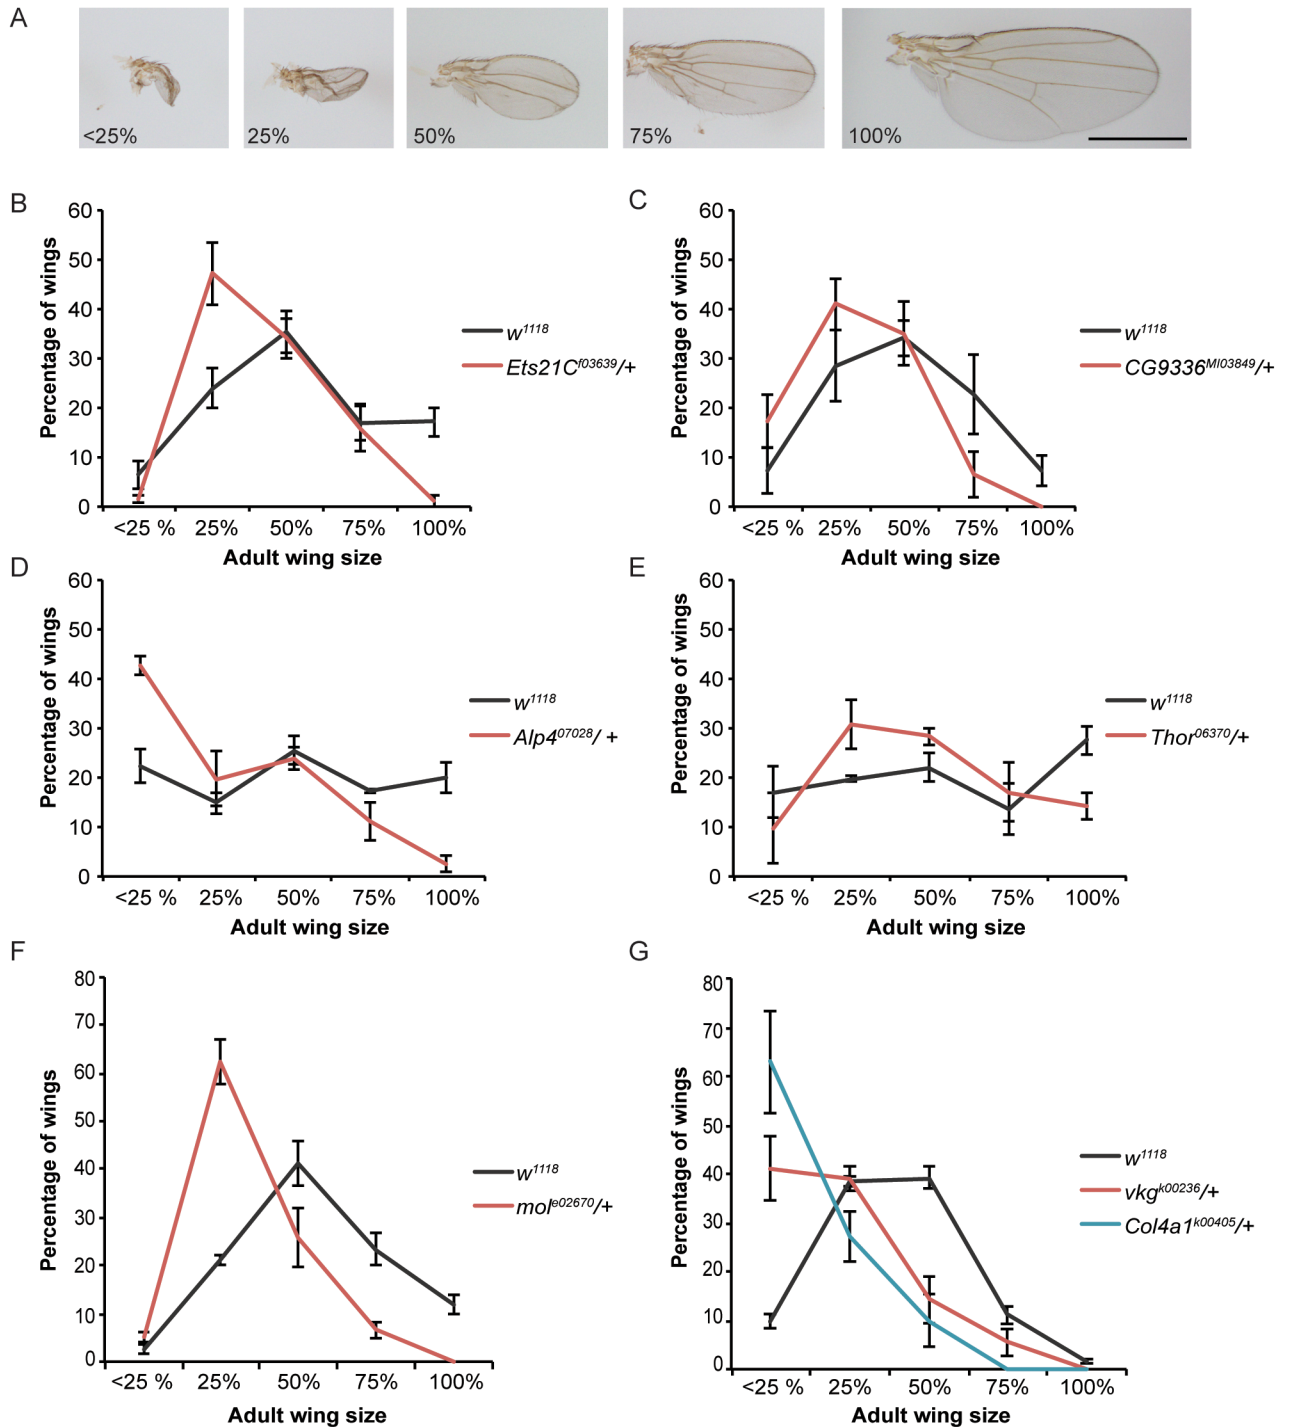 A
<25%
25%
50%
75%
100%
B
60
50
40
30
20
10
0
Percentage of wings
<25 % 25% 50% 75% 100%
Adult wing size
w1118
Ets21Cf03639/+
C
60
50
40
30
20
10
0
Percentage of wings
<25 % 25% 50% 75% 100%
Adult wing size
w1118
CG9336MI03849/+
D
60
50
40
30
20
10
0
Percentage of wings
<25 % 25% 50% 75% 100%
Adult wing size
w1118
Alp407028/ +
E
60
50
40
30
20
10
0
Percentage of wings
<25 % 25% 50% 75% 100%
Adult wing size
w1118
Thor06370/+
F
80
70
60
50
40
30
20
10
0
Percentage of wings
<25 % 25% 50% 75% 100%
Adult wing size
w1118
mole02670/+
G
80
70
60
50
40
30
20
10
0
Percentage of wings
<25 % 25% 50% 75% 100%
Adult wing size
w1118
vkgk00236/+
Col4a1k00405/+